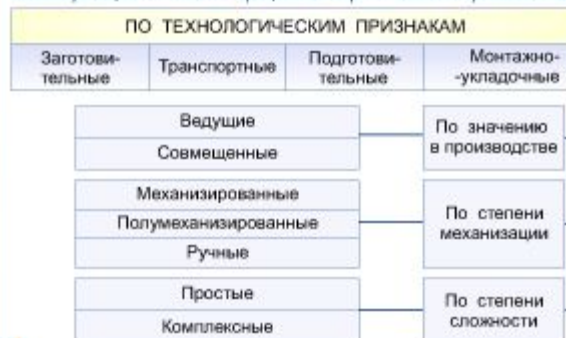 ПО ТЕХНОЛОГИЧЕСКИМ ПРИЗНАКАМ
Заготови-
тельные
Транспортные
Подготови-
тельные
Монтажно-
-укладочные
Ведущие
Совмещенные
По значению
в производстве
Механизированные
Полумеханизированные
Ручные
По степени
механизации
Простые
Комплексные
По степени
сложности